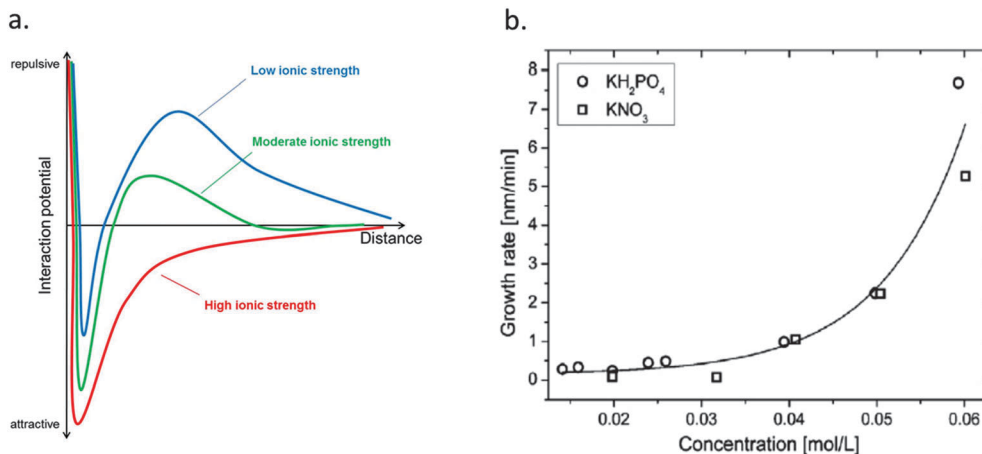 a.
repulsive
Low ionic strength
Moderate ionic strength
Interaction potential
Distance
High ionic strength
attractive
b.
KH₂PO₄
KNO₃
8
7
6
5
4
3
2
1
0
Growth rate [nm/min]
0.02 0.03 0.04 0.05 0.06
Concentration [mol/L]